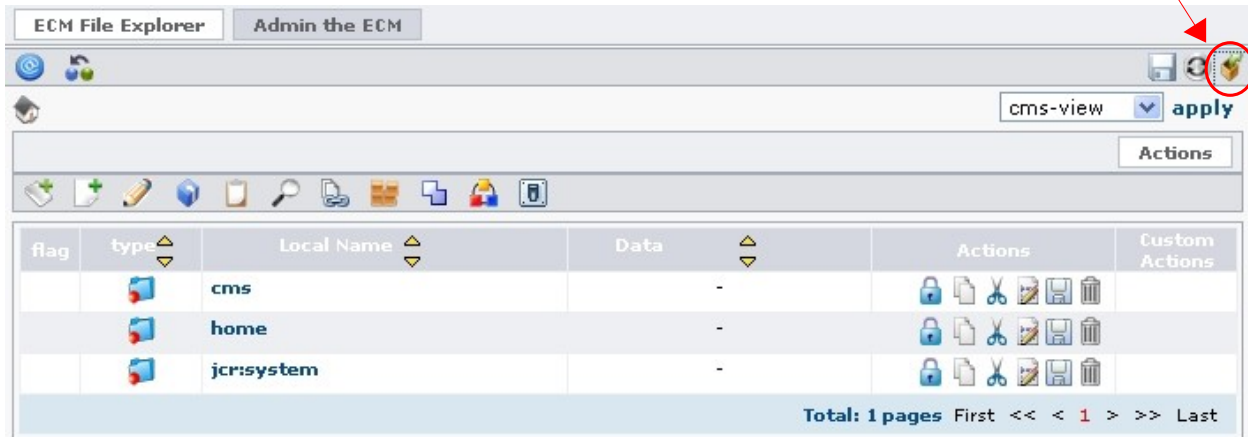 ECM File Explorer Admin the ECM
cms-view apply
Actions
flag type Local Name Data Actions Custom Actions
cms -
home -
jcr:system -
Total: 1 pages First << < 1 > >> Last